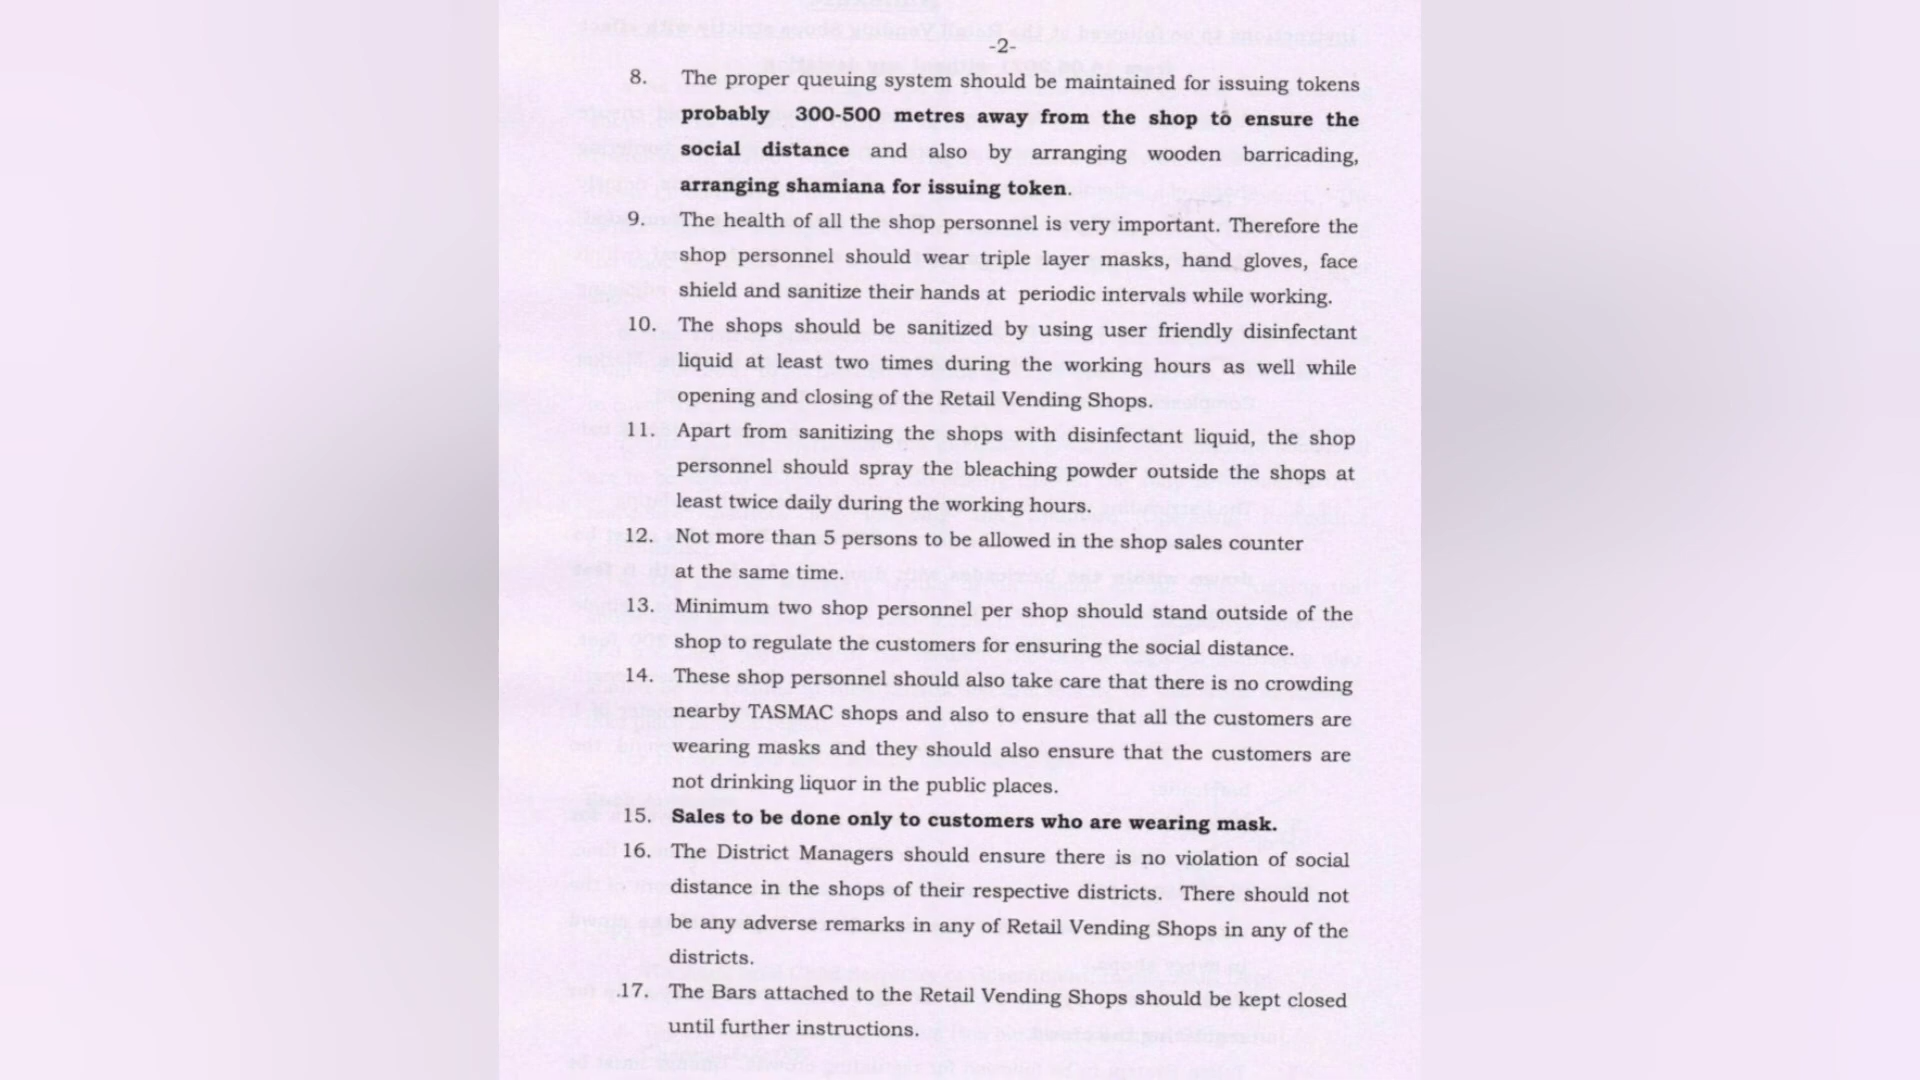 -2-
8. The proper queuing system should be maintained for issuing tokens
probably 300-500 metres away from the shop to ensure the
social distance and also by arranging wooden barricading,
arranging shamiana for issuing token.
9. The health of all the shop personnel is very important. Therefore the
shop personnel should wear triple layer masks, hand gloves, face
shield and sanitize their hands at periodic intervals while working.
10. The shops should be sanitized by using user friendly disinfectant
liquid at least two times during the working hours as well while
opening and closing of the Retail Vending Shops.
11. Apart from sanitizing the shops with disinfectant liquid, the shop
personnel should spray the bleaching powder outside the shops at
least twice daily during the working hours.
12. Not more than 5 persons to be allowed in the shop sales counter
at the same time.
13. Minimum two shop personnel per shop should stand outside of the
shop to regulate the customers for ensuring the social distance.
14. These shop personnel should also take care that there is no crowding
nearby TASMAC shops and also to ensure that all the customers are
wearing masks and they should also ensure that the customers are
not drinking liquor in the public places.
15. Sales to be done only to customers who are wearing mask.
16. The District Managers should ensure there is no violation of social
distance in the shops of their respective districts. There should not
be any adverse remarks in any of Retail Vending Shops in any of the
districts.
17. The Bars attached to the Retail Vending Shops should be kept closed
until further instructions.